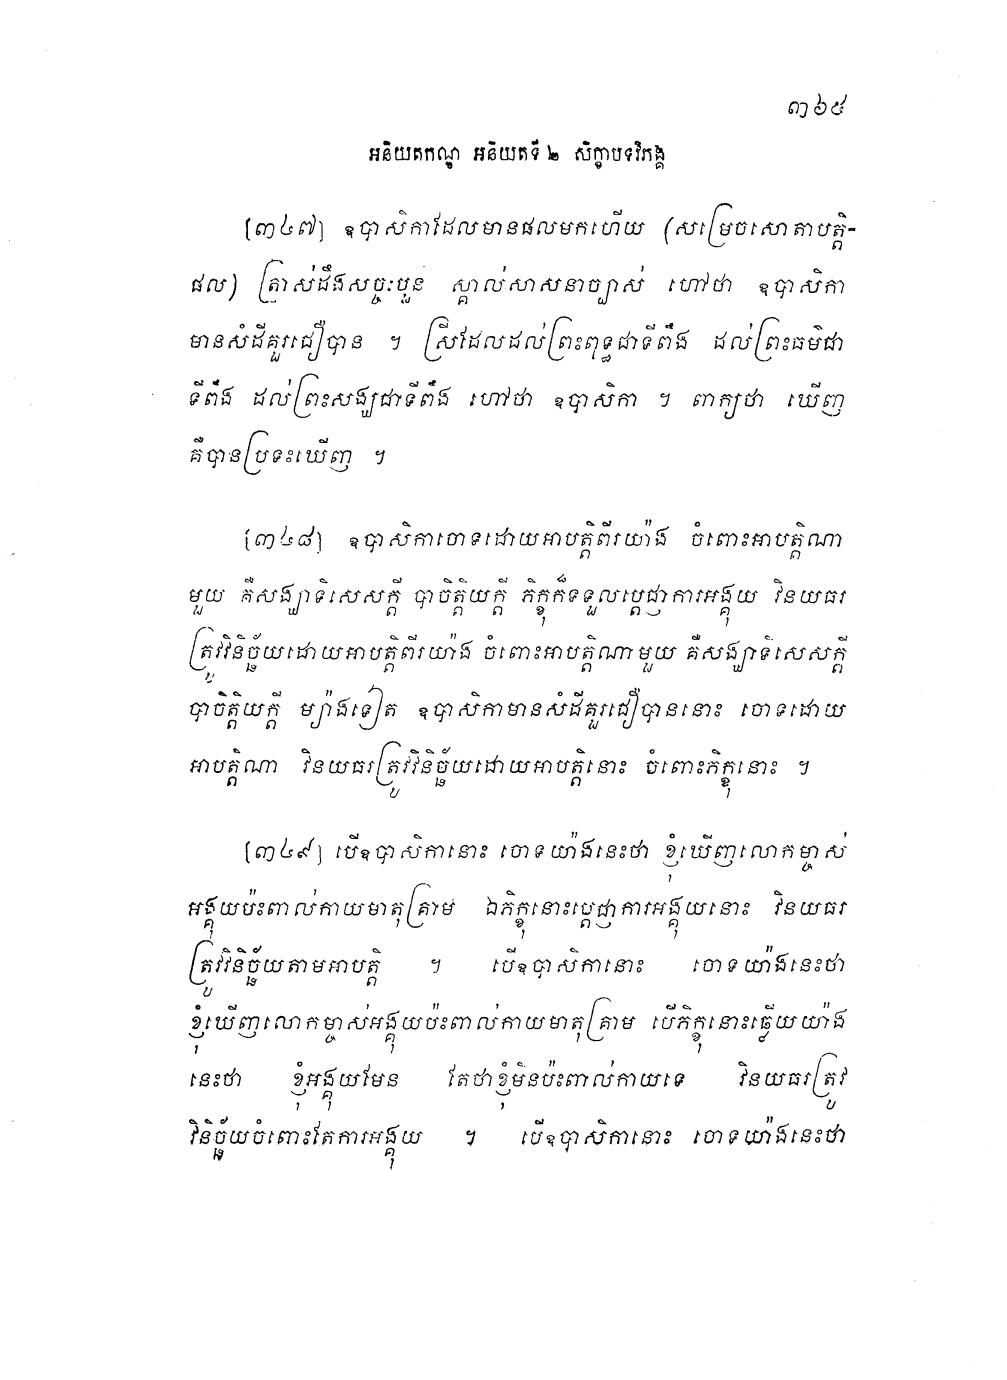 ៣៦៥
អនិយតកណ្ឌ អនិយតទី ២ សិក្ខាបទវិភង្គ
[៣៤៧] ឧបាសិកាដែលមានផលមកហើយ (សម្រេចសោតាបត្តិ-
ផល) ត្រាស់ដឹងសច្ចៈបួន ស្គាល់សាសនាច្បាស់ ហៅថា ឧបាសិកា
មានសំដីគួរជឿបាន ។ ស្រីដែលដល់ព្រះពុទ្ធជាទីពឹង ដល់ព្រះធម៌ជា
ទីពឹង ដល់ព្រះសង្ឃជាទីពឹង ហៅថា ឧបាសិកា ។ ពាក្យថា ឃើញ
គឺបានប្រទះឃើញ ។
[៣៤៨] ឧបាសិកាចោទដោយអាបត្តិពីរយ៉ាង ចំពោះអាបត្តិណា
មួយ គឺសង្ឃាទិសេសក្តី បាចិត្តិយក្តី ភិក្ខុក៏ទទួលប្តេជ្ញាការអង្គុយ វិនយធរ
ត្រូវវិនិច្ឆ័យដោយអាបត្តិពីរយ៉ាង ចំពោះអាបត្តិណាមួយ គឺសង្ឃាទិសេសក្តី
បាចិត្តិយក្តី ម្យ៉ាងទៀត ឧបាសិកាមានសំដីគួរជឿបាននោះ ចោទដោយ
អាបត្តិណា វិនយធរត្រូវវិនិច្ឆ័យដោយអាបត្តិនោះ ចំពោះភិក្ខុនោះ ។
[៣៤៩] បើឧបាសិកានោះ ចោទយ៉ាងនេះថា ខ្ញុំឃើញលោកម្ចាស់
អង្គុយប៉ះពាល់កាយមាតុគ្រាម ឯភិក្ខុនោះប្តេជ្ញាការអង្គុយនោះ វិនយធរ
ត្រូវវិនិច្ឆ័យតាមអាបត្តិ ។ បើឧបាសិកានោះ ចោទយ៉ាងនេះថា
ខ្ញុំឃើញលោកម្ចាស់អង្គុយប៉ះពាល់កាយមាតុគ្រាម បើភិក្ខុនោះឆ្លើយយ៉ាង
នេះថា ខ្ញុំអង្គុយមែន តែថាខ្ញុំមិនប៉ះពាល់កាយទេ វិនយធរត្រូវ
វិនិច្ឆ័យចំពោះតែការអង្គុយ ។ បើឧបាសិកានោះ ចោទយ៉ាងនេះថា